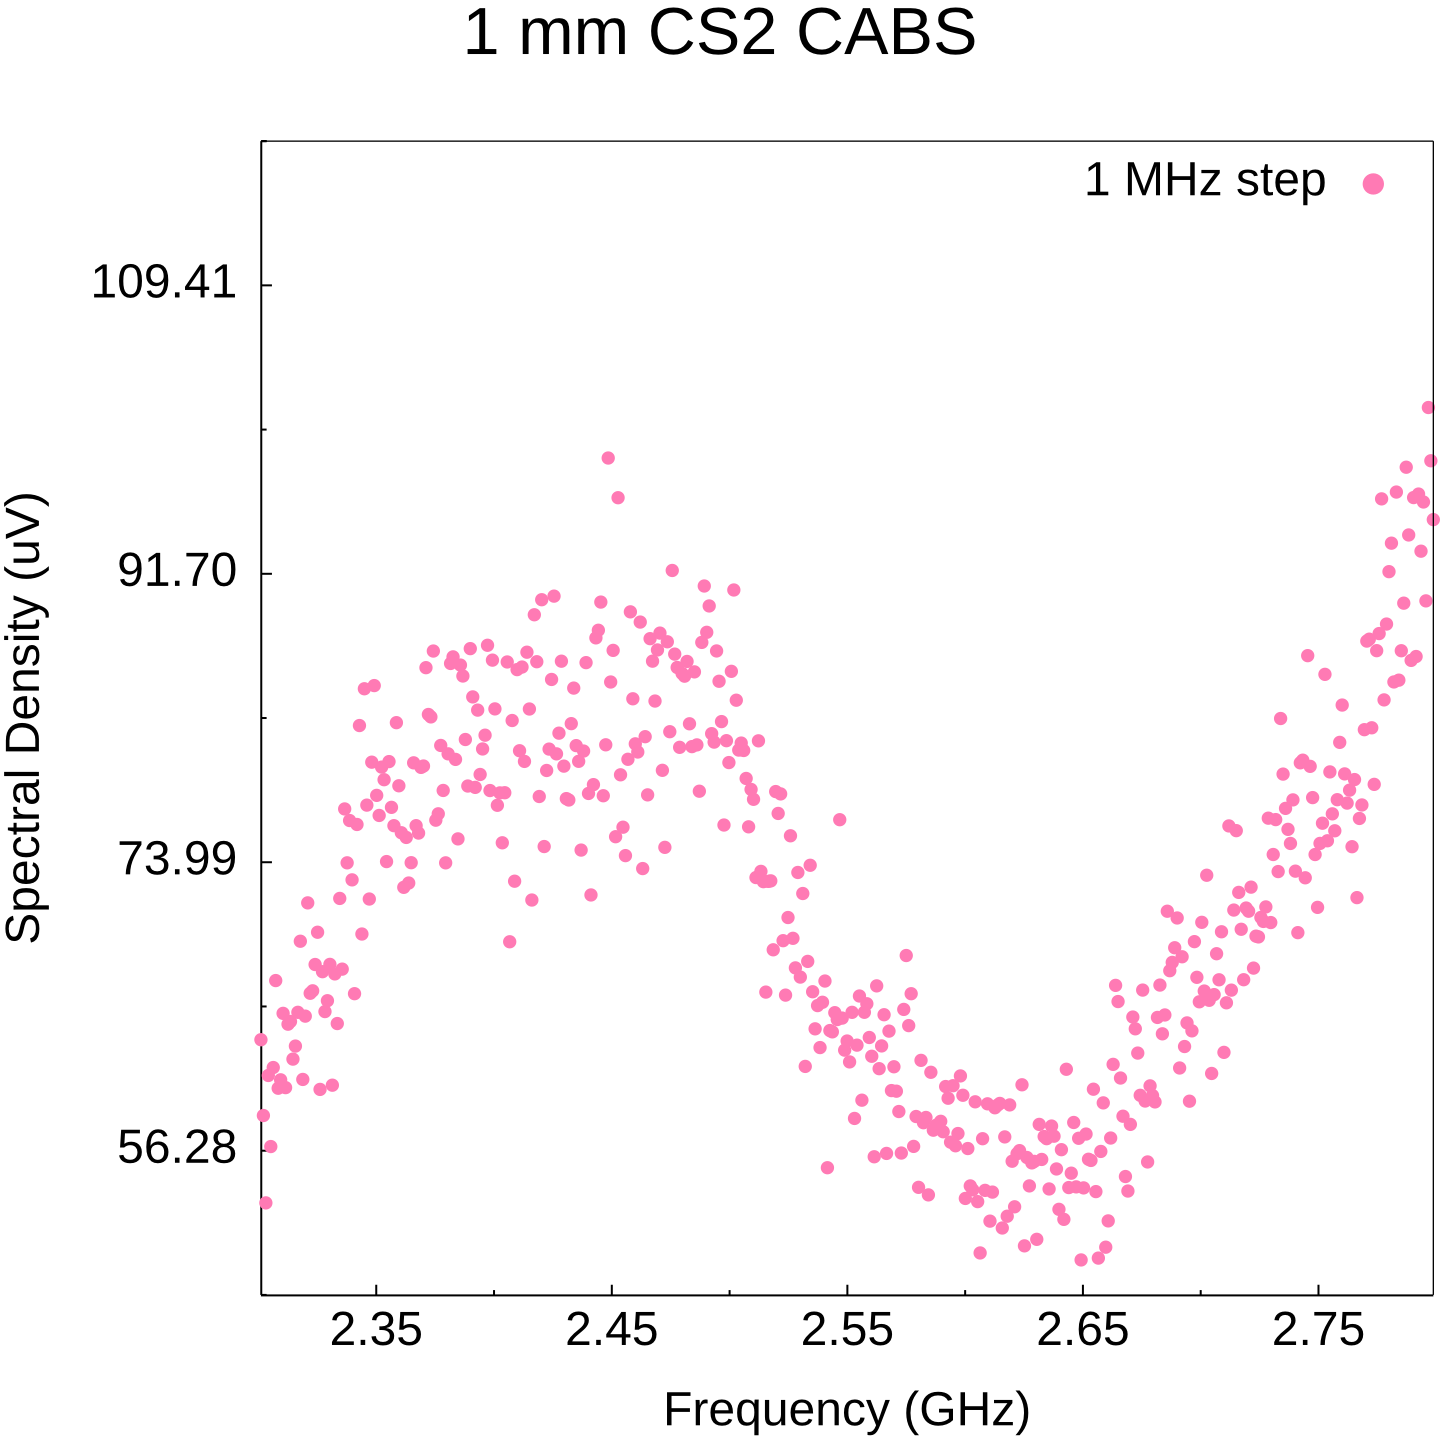 1 mm CS2 CABS
1 MHz step
109.41
91.70
73.99
56.28
Spectral Density (uV)
2.35 2.45 2.55 2.65 2.75
Frequency (GHz)